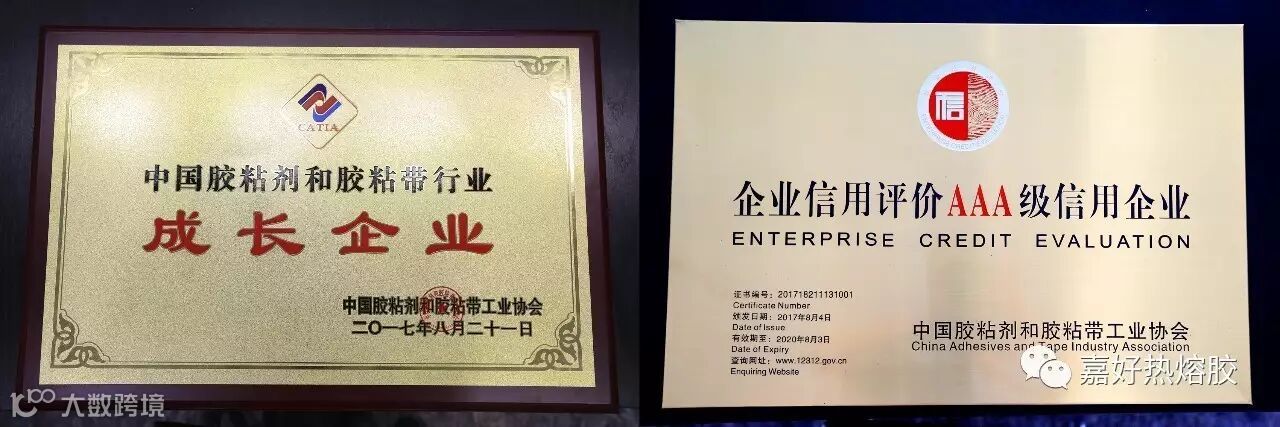 CATIA
中国胶粘剂和胶粘带行业
成长企业
中国胶粘剂和胶粘带工业协会
二〇一七年八月二十一日
10100 大数跨境
信
企业信用评价AAA级信用企业
ENTERPRISE CREDIT EVALUATION
证书编号：201718211131001
Certificate Number
颁发日期：2017年8月4日
Date of Issue
有效期至：2020年8月3日
Date of Expiry
查询网址：www.12312.gov.cn
Enquiring Website
中国胶粘剂和胶粘带工业协会
China Adhesives and Tape Industry Association
嘉好热熔胶